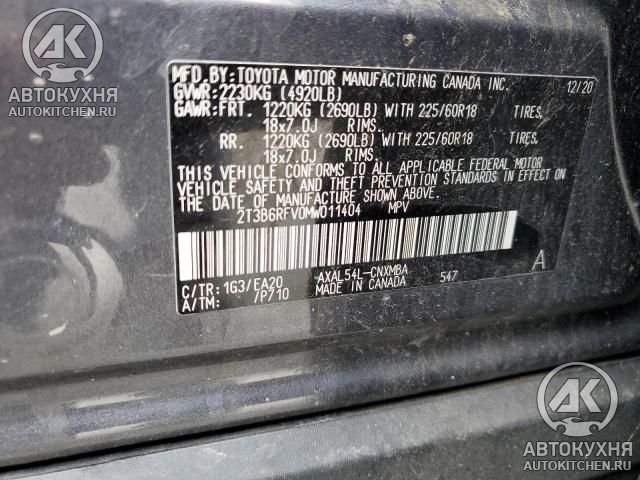 MFD.BY: TOYOTA MOTOR MANUFACTURING CANADA INC. 12/20
GVWR: 2230KG (4920LB)
GAWR: FRT. 1220KG (2690LB) WITH 225/60R18 TIRES,
18x7.0J RIMS.
RR. 1220KG (2690LB) WITH 225/60R18 TIRES,
18x7.0J RIMS.
THIS VEHICLE CONFORMS TO ALL APPLICABLE FEDERAL MOTOR
VEHICLE SAFETY AND THEFT PREVENTION STANDARDS IN EFFECT
ON THE DATE OF MANUFACTURE SHOWN ABOVE.
2T3B6RFV0MW011404 MPV
C/TR: 1G3/EA20 AXAL54L-CNXMBA A
A/TM: /P710 MADE IN CANADA 547
AK
АВТОКУХНЯ
AUTOKITCHEN.RU
AK
АВТОКУХНЯ
AUTOKITCHEN.RU